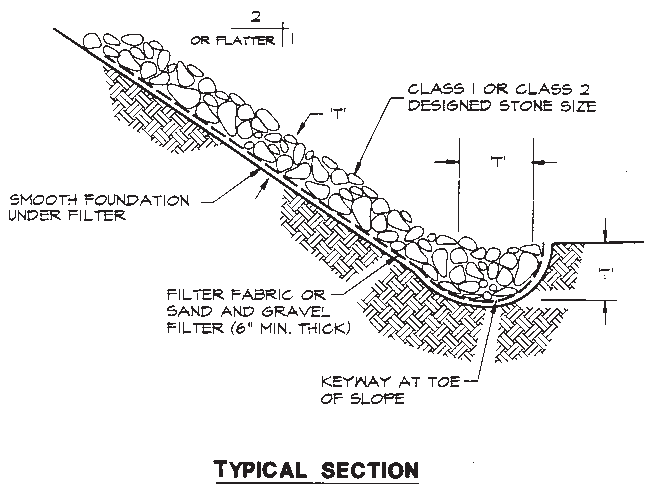 2
OR FLATTER 1
'T'
CLASS 1 OR CLASS 2
DESIGNED STONE SIZE
'T'
SMOOTH FOUNDATION
UNDER FILTER
'T'
FILTER FABRIC OR
SAND AND GRAVEL
FILTER (6" MIN. THICK)
KEYWAY AT TOE
OF SLOPE
TYPICAL SECTION